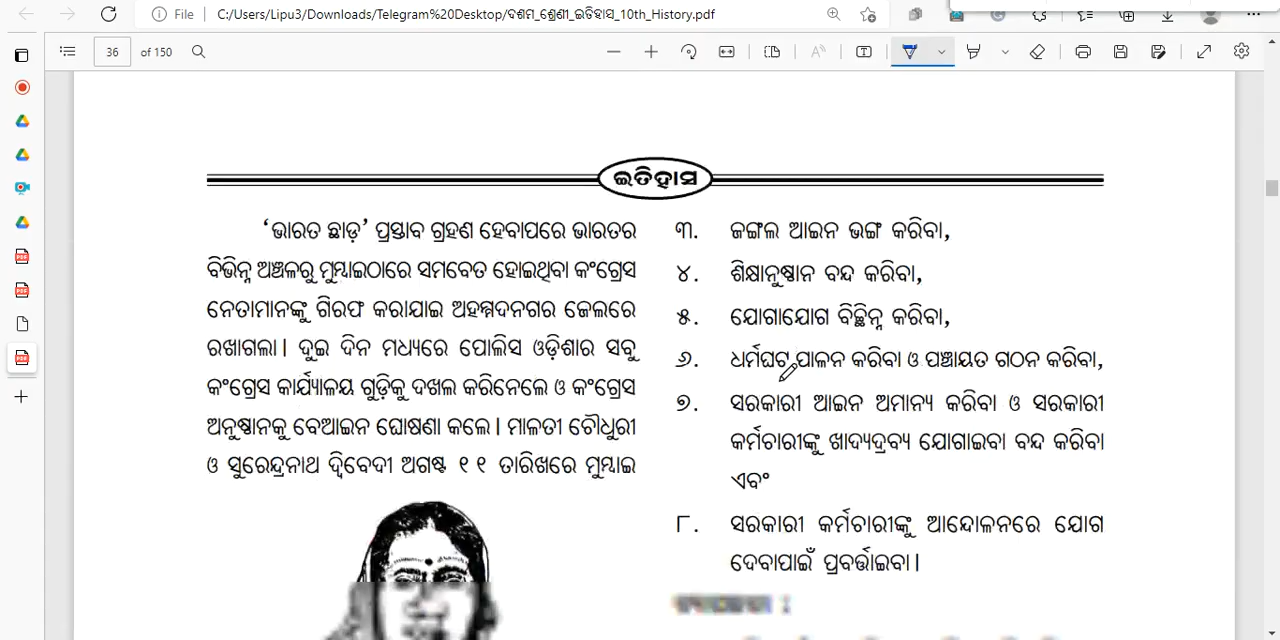 File
C:/Users/Lipu3/Downloads/Telegram%20Desktop/ଦଶମ_ଶ୍ରେଣୀ_ଇତିହାସ_10th_History.pdf
36 of 150
ଇତିହାସ
‘ଭାରତ ଛାଡ଼’ ପ୍ରସ୍ତାବ ଗ୍ରହଣ ହେବାପରେ ଭାରତର
ବିଭିନ୍ନ ଅଞ୍ଚଳରୁ ମୁମ୍ବାଇଠାରେ ସମବେତ ହୋଇଥିବା କଂଗ୍ରେସ
ନେତାମାନଙ୍କୁ ଗିରଫ କରାଯାଇ ଅହମ୍ମଦନଗର ଜେଲରେ
ରଖାଗଲା। ଦୁଇ ଦିନ ମଧ୍ୟରେ ପୋଲିସ ଓଡ଼ିଶାର ସବୁ
କଂଗ୍ରେସ କାର୍ଯ୍ୟାଳୟ ଗୁଡ଼ିକୁ ଦଖଲ କରିନେଲେ ଓ କଂଗ୍ରେସ
ଅନୁଷ୍ଠାନକୁ ବେଆଇନ ଘୋଷଣା କଲେ। ମାଳତୀ ଚୌଧୁରୀ
ଓ ସୁରେନ୍ଦ୍ରନାଥ ଦ୍ୱିବେଦୀ ଅଗଷ୍ଟ ୧୧ ତାରିଖରେ ମୁମ୍ବାଇ
୩. ଜଙ୍ଗଲ ଆଇନ ଭଙ୍ଗ କରିବା,
୪. ଶିକ୍ଷାନୁଷ୍ଠାନ ବନ୍ଦ କରିବା,
୫. ଯୋଗାଯୋଗ ବିଚ୍ଛିନ୍ନ କରିବା,
୬. ଧର୍ମଘଟ ପାଳନ କରିବା ଓ ପଞ୍ଚାୟତ ଗଠନ କରିବା,
୭. ସରକାରୀ ଆଇନ ଅମାନ୍ୟ କରିବା ଓ ସରକାରୀ
କର୍ମଚାରୀଙ୍କୁ ଖାଦ୍ୟଦ୍ରବ୍ୟ ଯୋଗାଇବା ବନ୍ଦ କରିବା
ଏବଂ
୮. ସରକାରୀ କର୍ମଚାରୀଙ୍କୁ ଆନ୍ଦୋଳନରେ ଯୋଗ
ଦେବାପାଇଁ ପ୍ରବର୍ତ୍ତାଇବା।